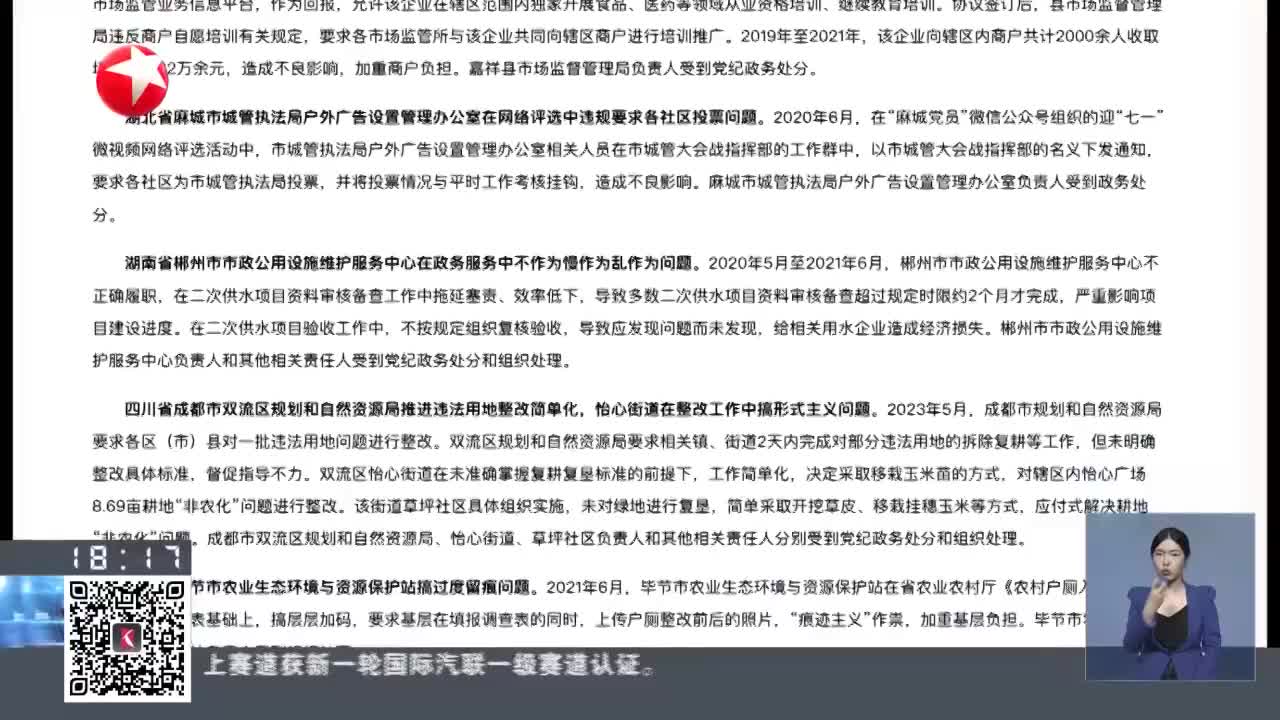 市场监管业务信息平台，作为回报，允许该企业在辖区范围内独家开展食品、医药等领域从业资格培训、继续教育培训。协议签订后，县市场监督管理
局违反商户自愿培训有关规定，要求各市场监管所与该企业共同向辖区商户进行培训推广。2019年至2021年，该企业向辖区内商户共计2000余人收取
2万余元，造成不良影响，加重商户负担。嘉祥县市场监督管理局负责人受到党纪政务处分。
湖北省麻城市城管执法局户外广告设置管理办公室在网络评选中违规要求各社区投票问题。2020年6月，在“麻城党员”微信公众号组织的迎“七一”
微视频网络评选活动中，市城管执法局户外广告设置管理办公室相关人员在市城管大会战指挥部的工作群中，以市城管大会战指挥部的名义下发通知，
要求各社区为市城管执法局投票，并将投票情况与平时工作考核挂钩，造成不良影响。麻城市城管执法局户外广告设置管理办公室负责人受到政务处
分。
湖南省郴州市市政公用设施维护服务中心在政务服务中不作为慢作为乱作为问题。2020年5月至2021年6月，郴州市市政公用设施维护服务中心不
正确履职，在二次供水项目资料审核备查工作中拖延塞责、效率低下，导致多数二次供水项目资料审核备查超过规定时限约2个月才完成，严重影响项
目建设进度。在二次供水项目验收工作中，不按规定组织复核验收，导致应发现问题而未发现，给相关用水企业造成经济损失。郴州市市政公用设施维
护服务中心负责人和其他相关责任人受到党纪政务处分和组织处理。
四川省成都市双流区规划和自然资源局推进违法用地整改简单化，怡心街道在整改工作中搞形式主义问题。2023年5月，成都市规划和自然资源局
要求各区（市）县对一批违法用地问题进行整改。双流区规划和自然资源局要求相关镇、街道2天内完成对部分违法用地的拆除复耕等工作，但未明确
整改具体标准，督促指导不力。双流区怡心街道在未准确掌握复耕复垦标准的前提下，工作简单化，决定采取移栽玉米苗的方式，对辖区内怡心广场
8.69亩耕地“非农化”问题进行整改。该街道草坪社区具体组织实施，未对绿地进行复垦，简单采取开挖草皮、移栽挂穗玉米等方式，应付式解决耕地
“非农化”问题。成都市双流区规划和自然资源局、怡心街道、草坪社区负责人和其他相关责任人分别受到党纪政务处分和组织处理。
节市农业生态环境与资源保护站搞过度留痕问题。2021年6月，毕节市农业生态环境与资源保护站在省农业农村厅《农村户厕
表基础上，搞层层加码，要求基层在填报调查表的同时，上传户厕整改前后的照片，“痕迹主义”作祟，加重基层负担。毕节市
18:17
上赛道获新一轮国际汽联一级赛道认证。